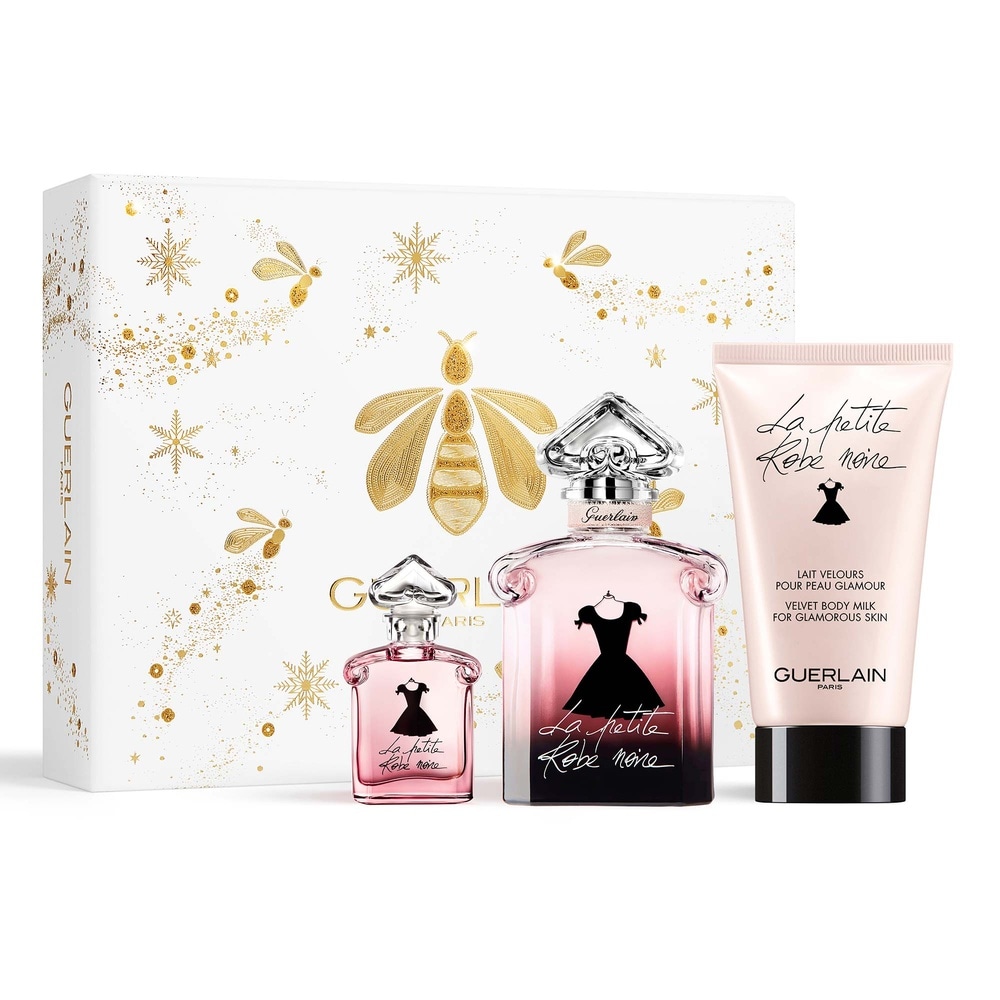 GUERLAIN
PARIS
GUERL
PARIS
La petite
Robe noire
Guerlain
La petite
Robe noire
La petite
Robe noire
LAIT VELOURS
POUR PEAU GLAMOUR
VELVET BODY MILK
FOR GLAMOROUS SKIN
GUERLAIN
PARIS